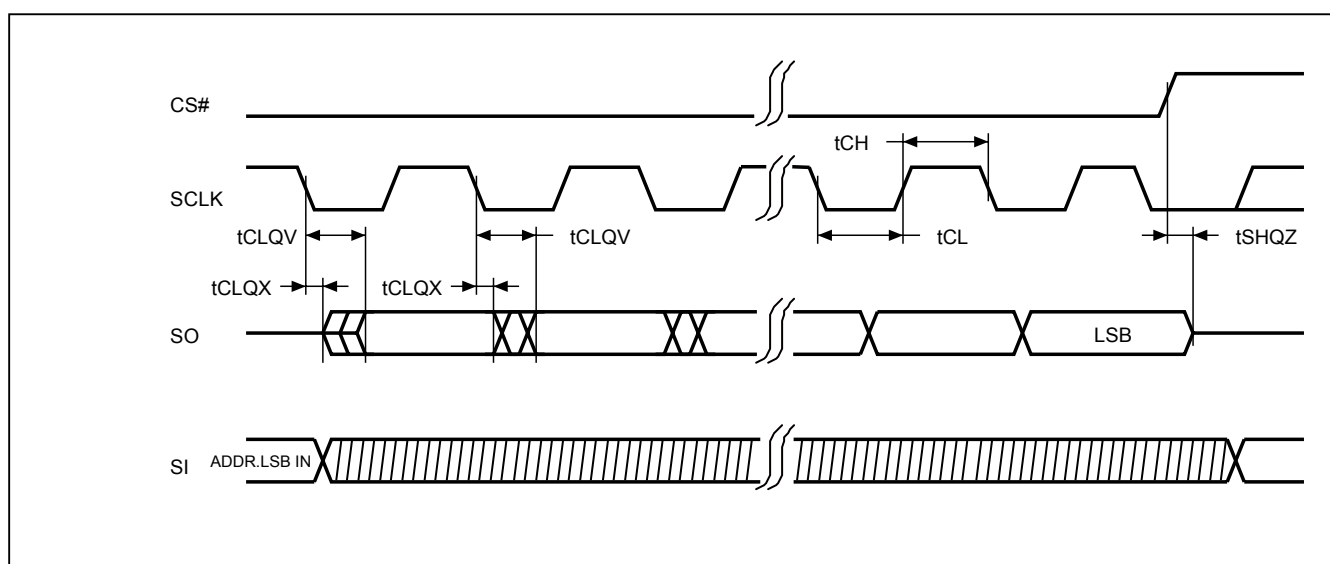 CS#
tCH
SCLK
tCLQV tCLQV tCL tSHQZ
tCLQX tCLQX
SO LSB
SI ADDR.LSB IN